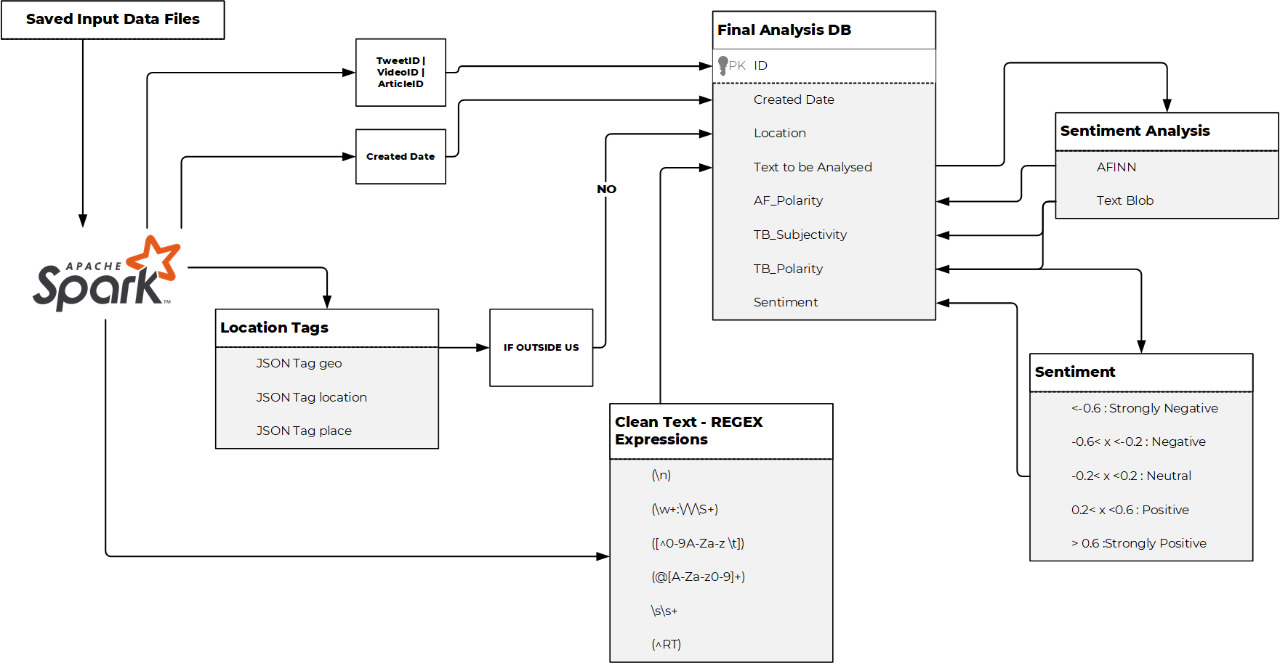 Saved Input Data Files
TweetID |
VideoID |
ArticleID
Created Date
APACHE
Spark™
Location Tags
JSON Tag geo
JSON Tag location
JSON Tag place
IF OUTSIDE US
NO
Clean Text - REGEX
Expressions
(\n)
(\w+:\/\/\S+)
([^0-9A-Za-z \t])
(@[A-Za-z0-9]+)
\s\s+
(^RT)
Final Analysis DB
PK ID
Created Date
Location
Text to be Analysed
AF_Polarity
TB_Subjectivity
TB_Polarity
Sentiment
Sentiment Analysis
AFINN
Text Blob
Sentiment
<-0.6 : Strongly Negative
-0.6< x <-0.2 : Negative
-0.2< x <0.2 : Neutral
0.2< x <0.6 : Positive
> 0.6 :Strongly Positive